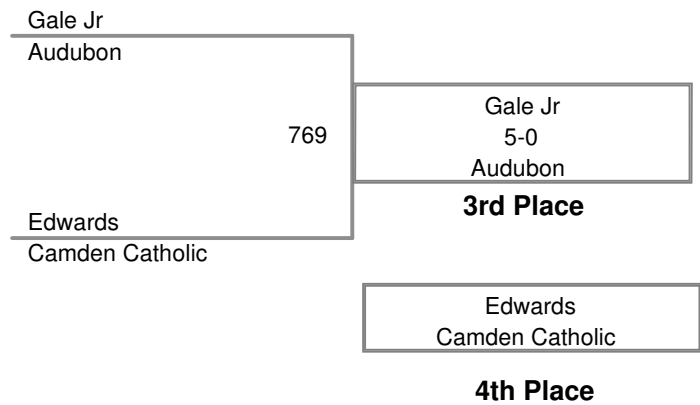 Gale Jr
Audubon
769
Gale Jr
5-0
Audubon
3rd Place
Edwards
Camden Catholic
Edwards
Camden Catholic
4th Place